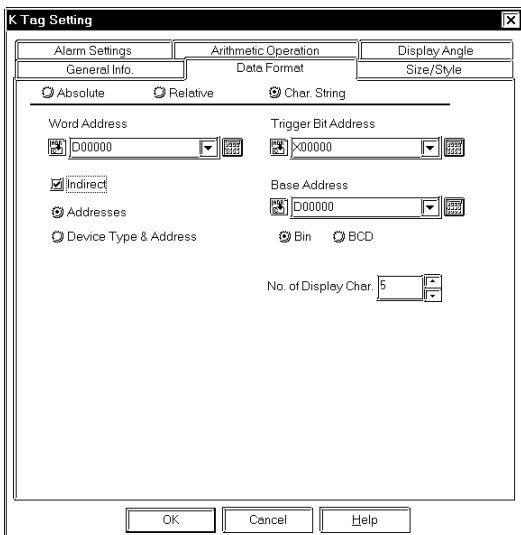 K Tag Setting
Alarm Settings Arithmetic Operation Display Angle
General Info. Data Format Size/Style
Absolute Relative Char. String
Word Address Trigger Bit Address
D00000 X00000
Indirect Base Address
D00000
Addresses
Device Type & Address Bin BCD
No. of Display Char. 5
OK Cancel Help